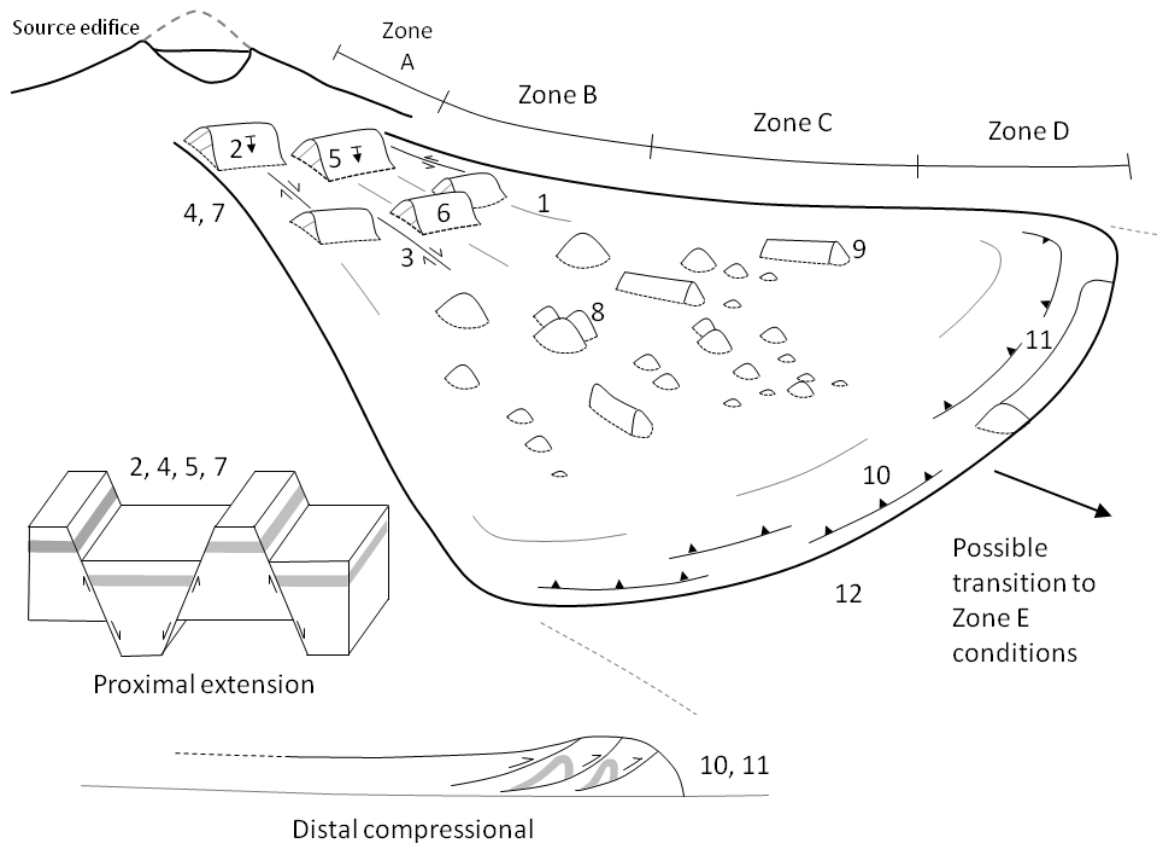 Source edifice
Zone
A
Zone B
Zone C
Zone D
2
5
4, 7
6
1
3
9
8
11
10
12
2, 4, 5, 7
Proximal extension
Possible
transition to
Zone E
conditions
10, 11
Distal compressional